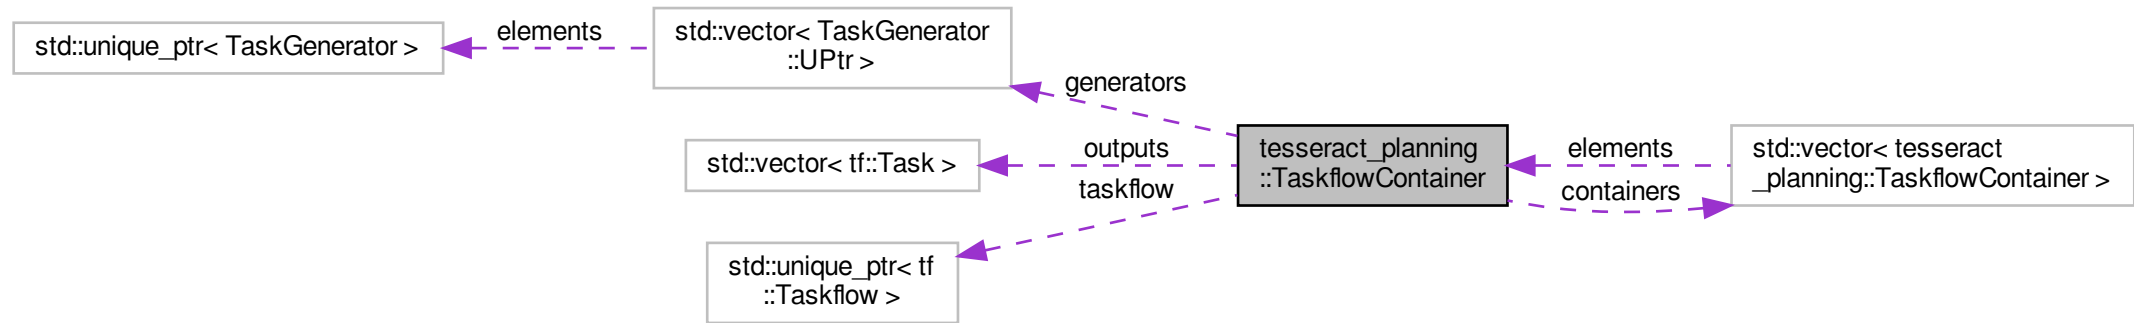 std::unique_ptr< TaskGenerator >
elements
std::vector< TaskGenerator
::UPtr >
generators
std::vector< tf::Task >
outputs
taskflow
std::unique_ptr< tf
::Taskflow >
tesseract_planning
::TaskflowContainer
elements
containers
std::vector< tesseract
_planning::TaskflowContainer >